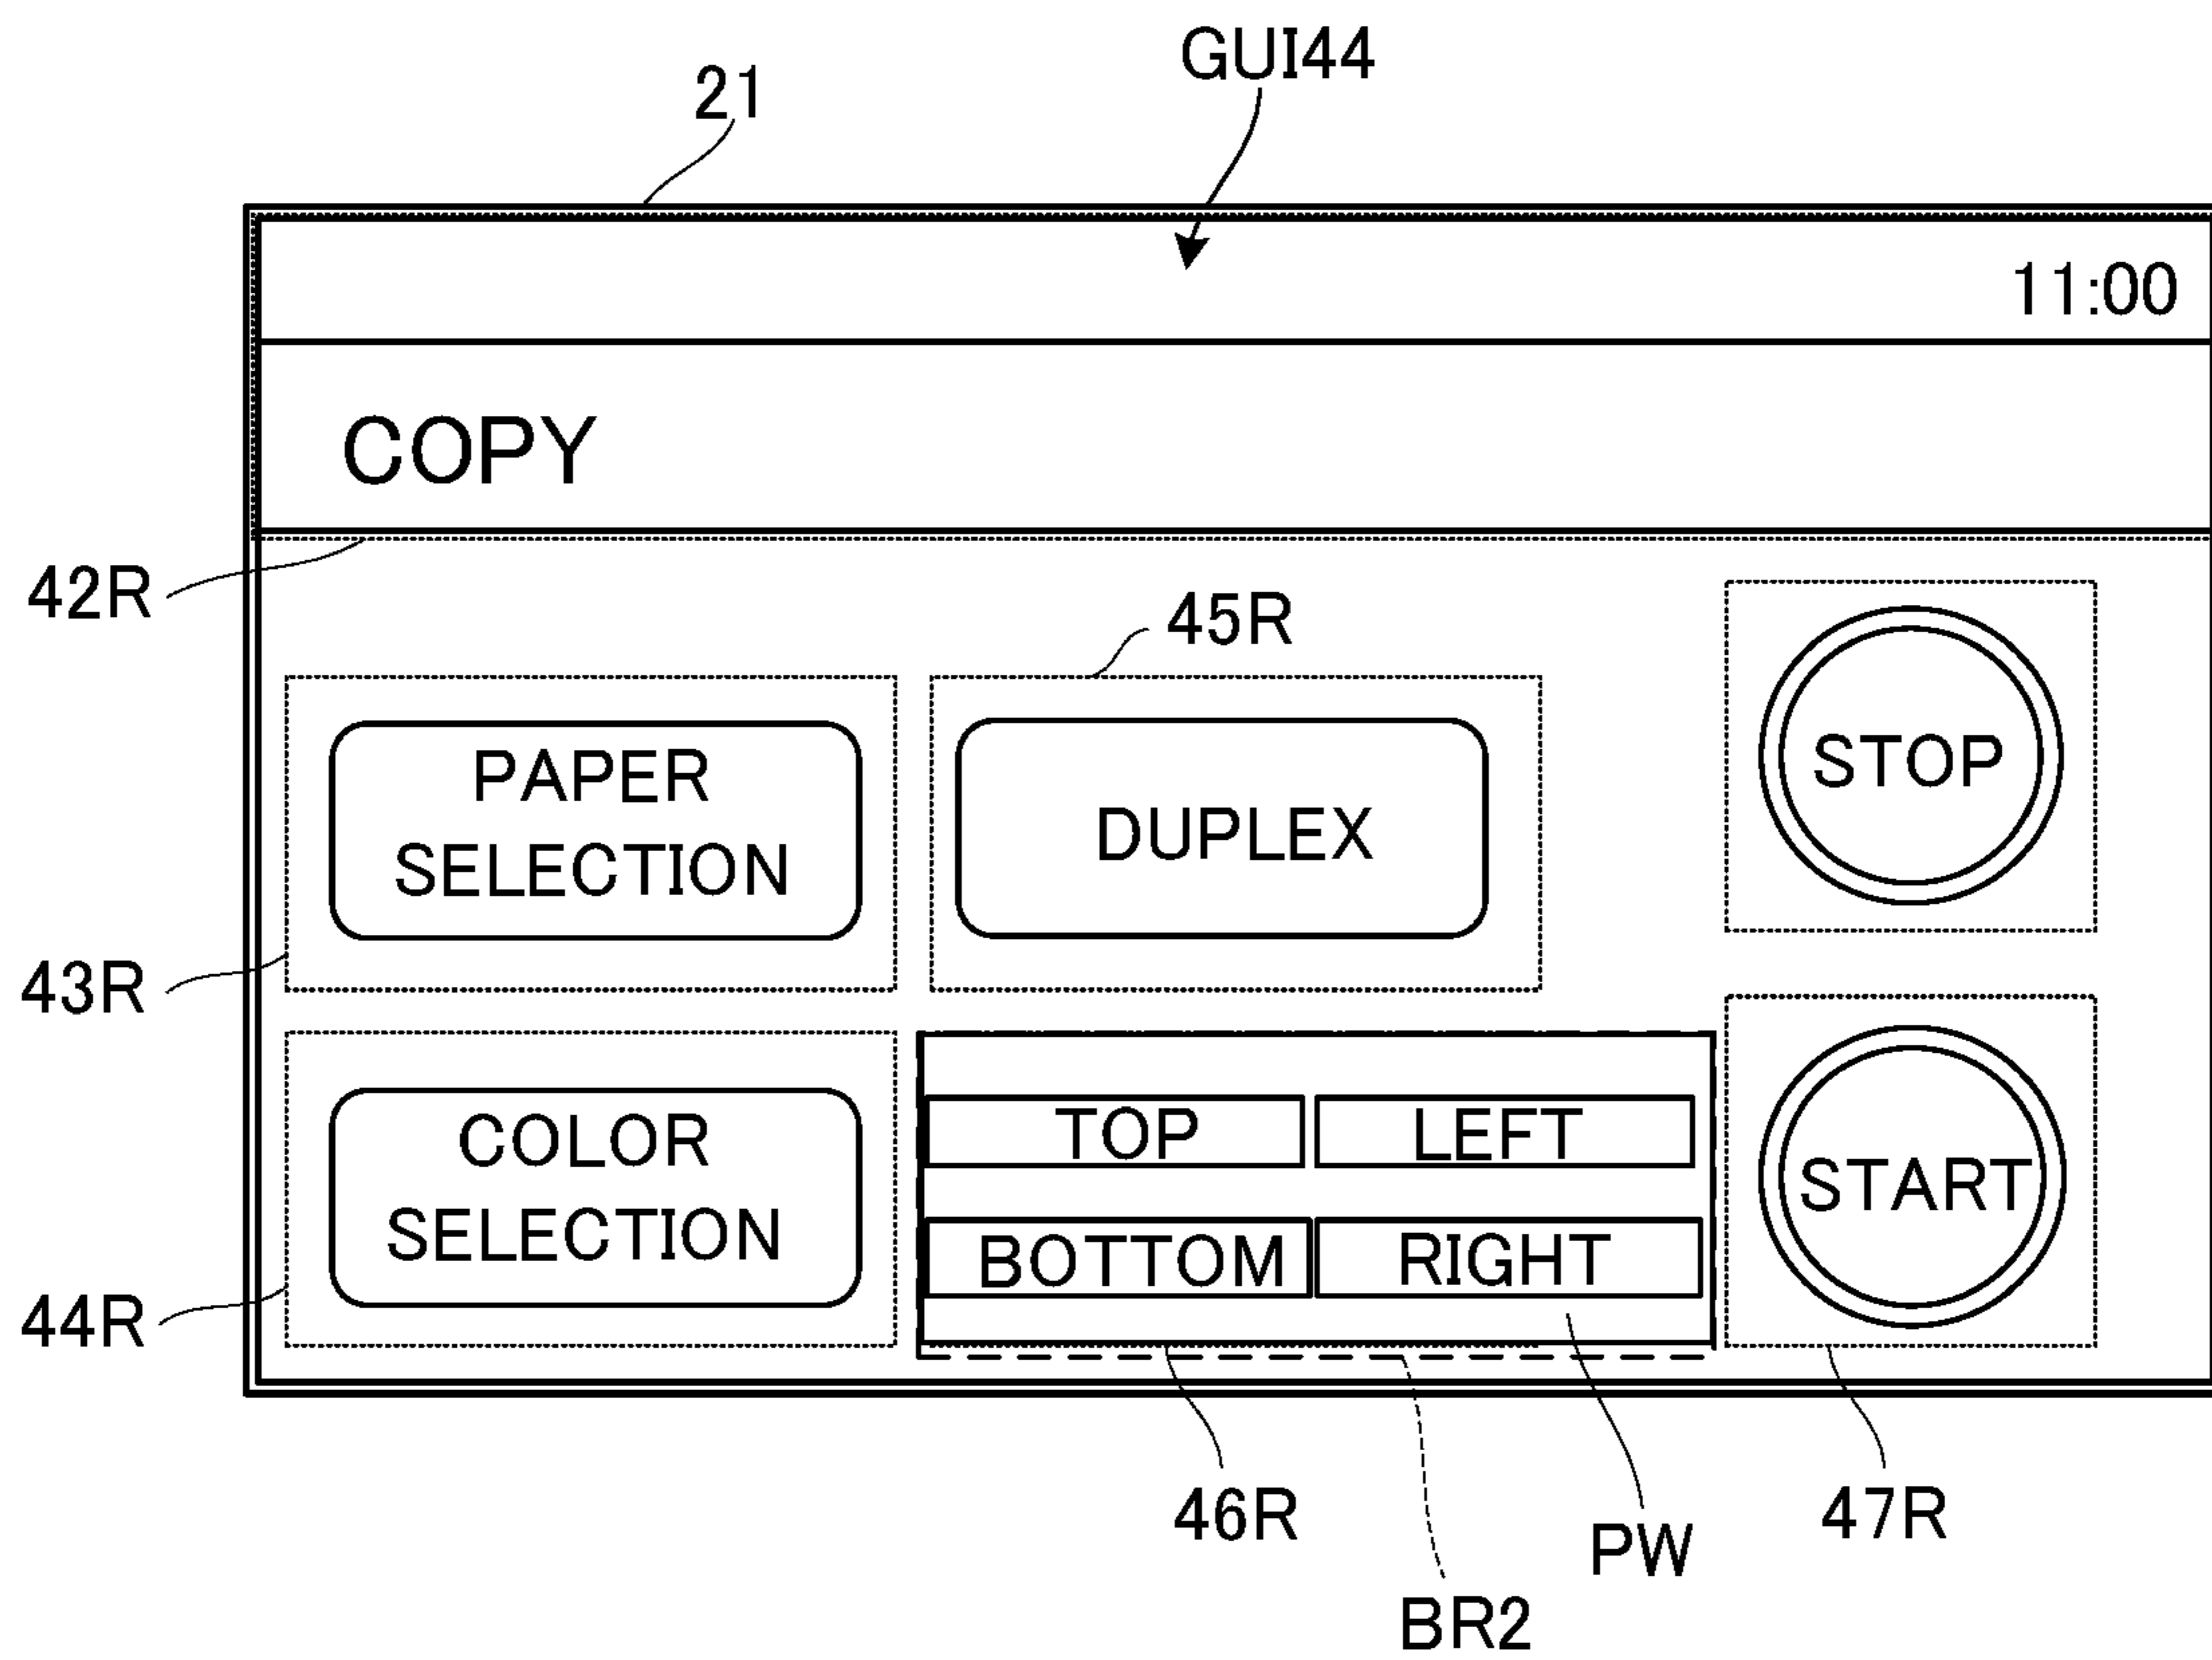 GUI44
21
11:00
COPY
42R
45R
PAPER
SELECTION
DUPLEX
STOP
43R
COLOR
SELECTION
TOP
LEFT
BOTTOM
RIGHT
START
44R
46R
PW
47R
BR2